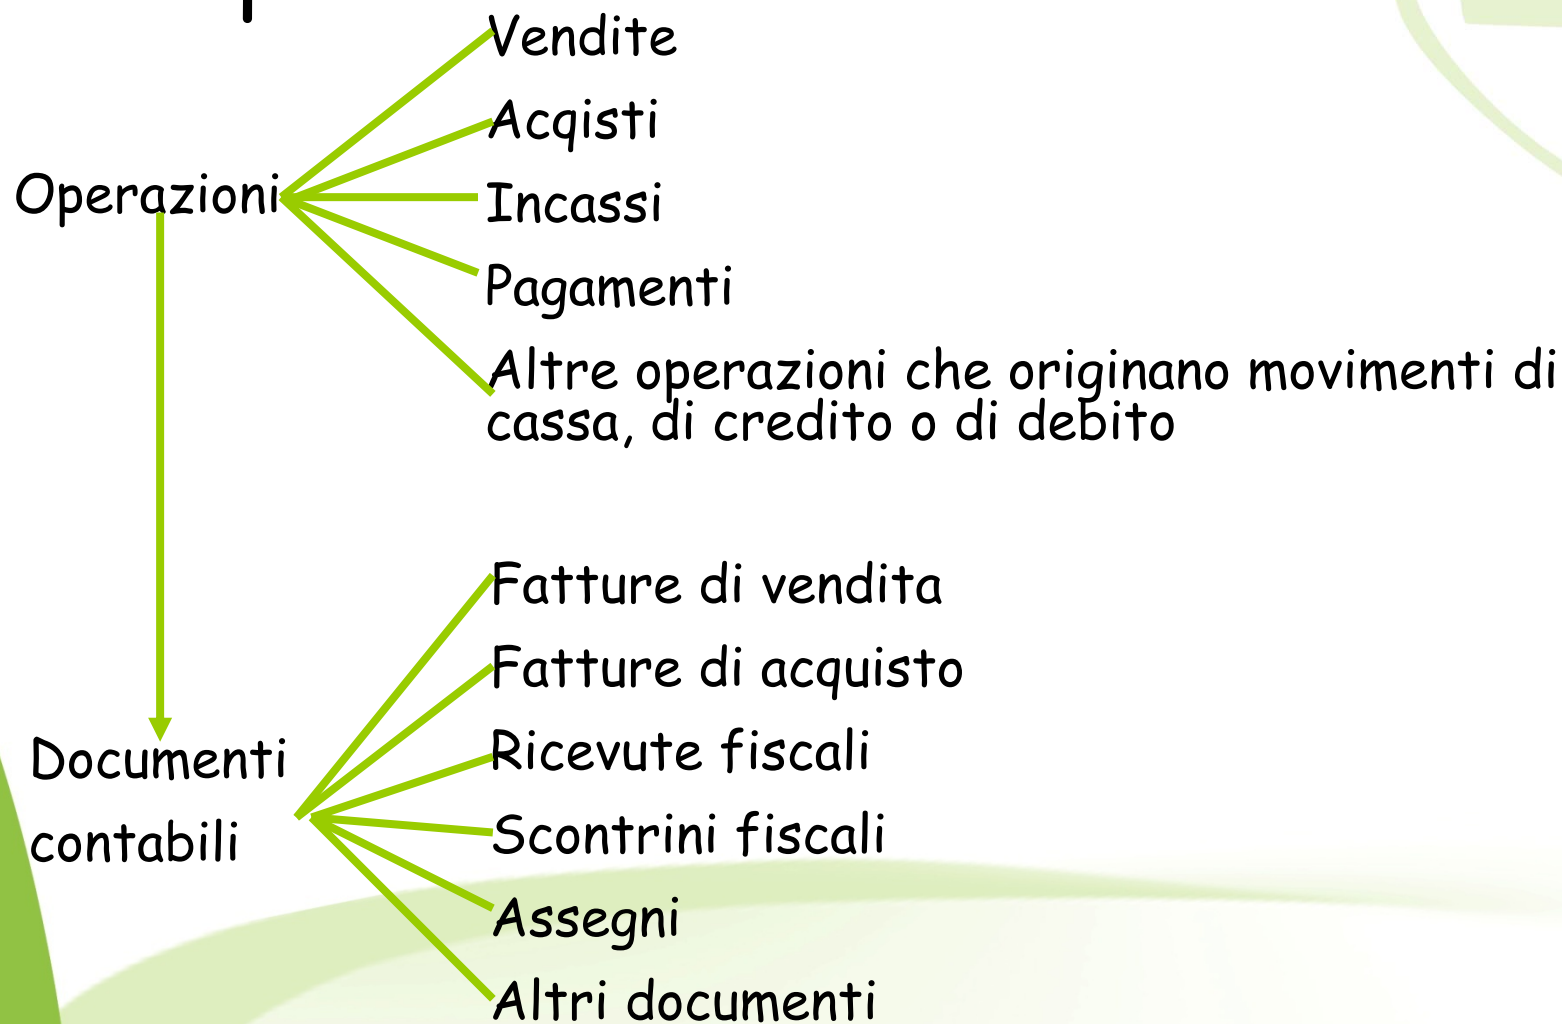 Vendite
Acqisti
Operazioni
Incassi
Pagamenti
Altre operazioni che originano movimenti di
cassa, di credito o di debito
Fatture di vendita
Fatture di acquisto
Ricevute fiscali
Documenti
contabili
Scontrini fiscali
Assegni
Altri documenti